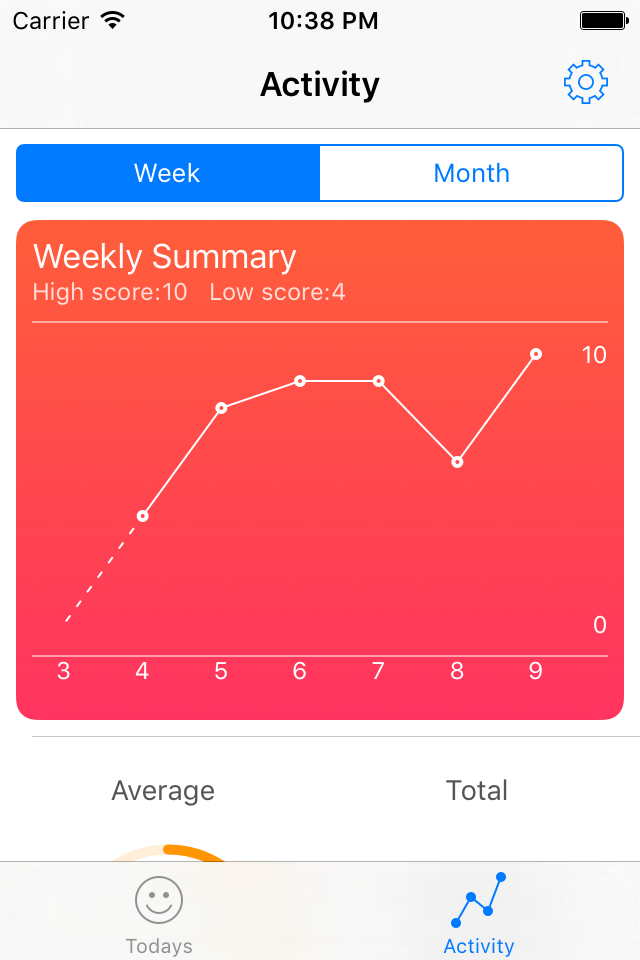 Carrier 10:38 PM
Activity
Week Month
Weekly Summary
High score:10 Low score:4
10
0
3 4 5 6 7 8 9
Average Total
Todays Activity